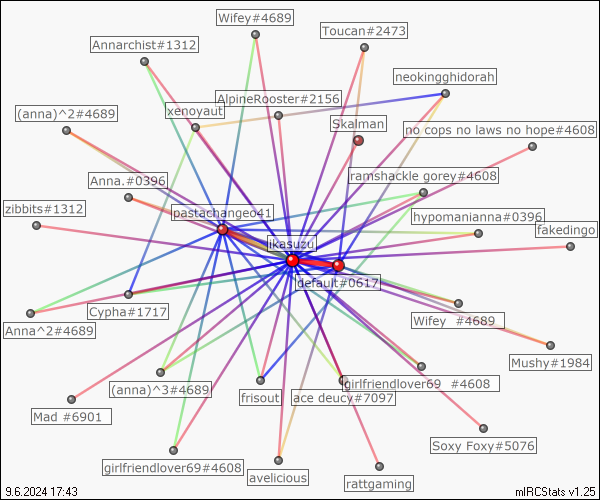 Wifey#4689
Toucan#2473
Annarchist#1312
neokingghidorah
AlpineRooster#2156
xenoyaut
(anna)^2#4689
Skalman
no cops no laws no hope#4608
ramshackle gorey#4608
Anna.#0396
zibbits#1312
pastachangeo41
hypomanianna#0396
fakedingo
ikasuzu
default#0617
Cypha#1717
Wifey #4689
Anna^2#4689
Mushy#1984
(anna)^3#4689
girlfriendlover69 #4608
frisout
ace deucy#7097
Mad #6901
Soxy Foxy#5076
girlfriendlover69#4608
avelicious
rattgaming
9.6.2024 17:43
mIRCStats v1.25